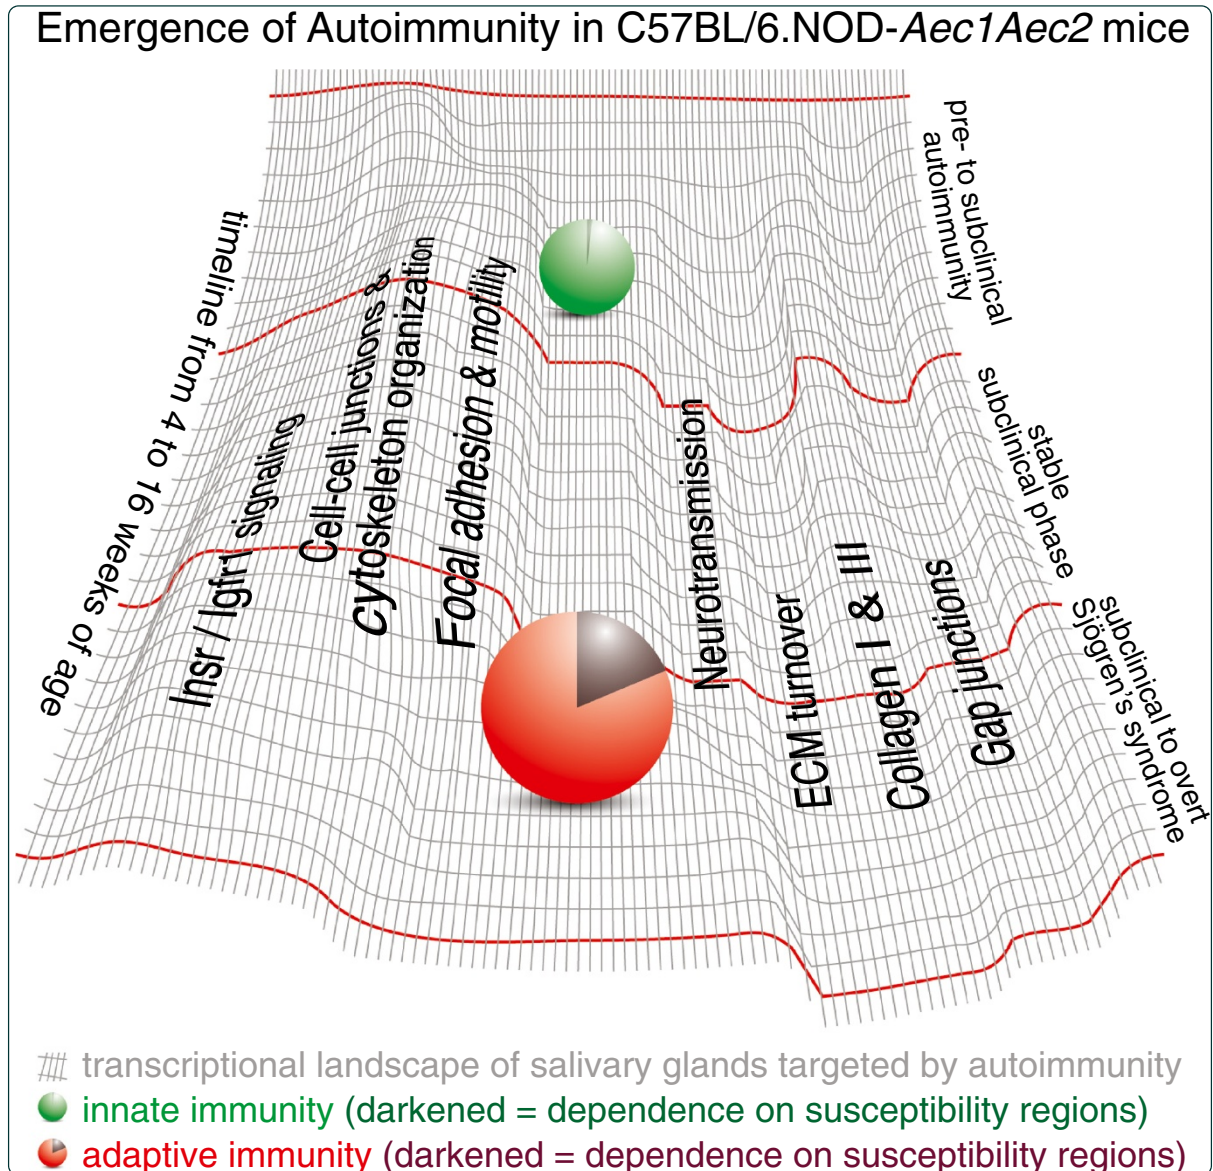 Emergence of Autoimmunity in C57BL/6.NOD-Aec1Aec2 mice
pre- to subclinical
autoimmunity
timeline from 4 to 16 weeks of age
stable
subclinical phase
subclinical to overt
Sjögren's syndrome
Insr / Igfr1 signaling
Cell-cell junctions &
cytoskeleton organization
Focal adhesion & motility
Neurotransmission
ECM turnover
Collagen I & III
Gap junctions
transcriptional landscape of salivary glands targeted by autoimmunity
innate immunity (darkened = dependence on susceptibility regions)
adaptive immunity (darkened = dependence on susceptibility regions)